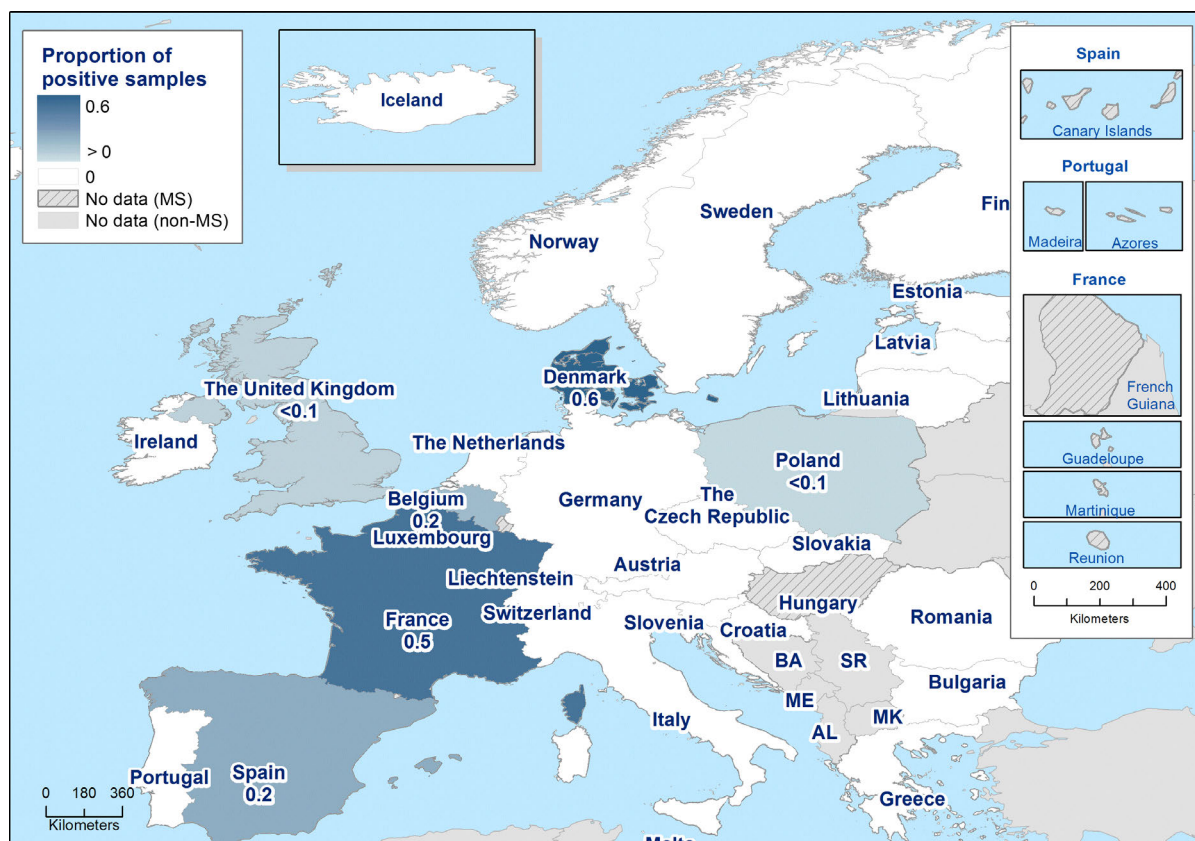 Proportion of
positive samples
0.6
> 0
0
No data (MS)
No data (non-MS)
Iceland
Spain
Canary Islands
Portugal
Madeira
Azores
France
French
Guiana
Guadeloupe
Martinique
Reunion
0 200 400
Kilometers
Norway
Sweden
Fin
Estonia
Latvia
Lithuania
Denmark
0.6
The United Kingdom
<0.1
Ireland
The Netherlands
Belgium
0.2
Luxembourg
Germany
Poland
<0.1
The
Czech Republic
Slovakia
Austria
Liechtenstein
Switzerland
France
0.5
Hungary
Slovenia
Croatia
Romania
BA
SR
Bulgaria
ME
MK
AL
Italy
Greece
Portugal
Spain
0.2
0 180 360
Kilometers
Malta